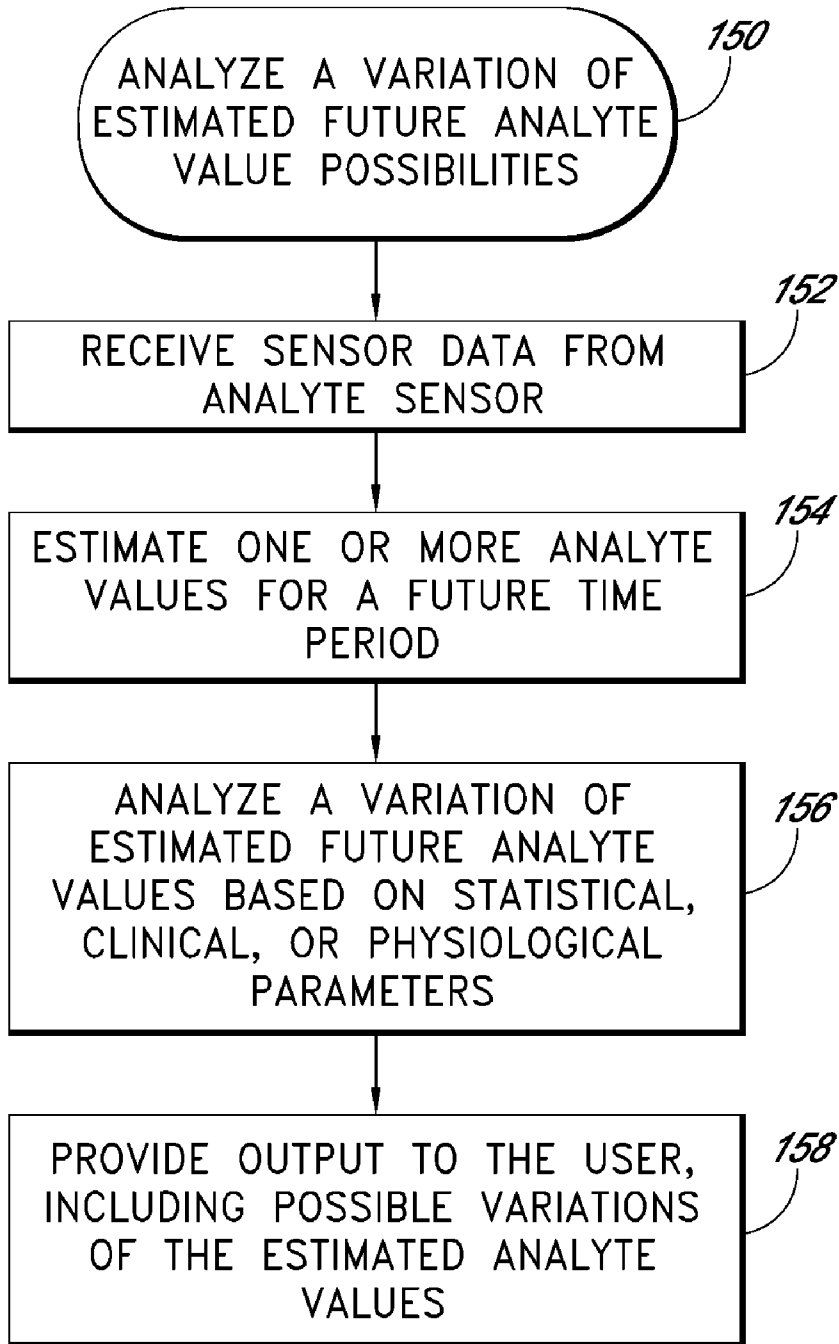 150
ANALYZE A VARIATION OF
ESTIMATED FUTURE ANALYTE
VALUE POSSIBILITIES
152
RECEIVE SENSOR DATA FROM
ANALYTE SENSOR
154
ESTIMATE ONE OR MORE ANALYTE
VALUES FOR A FUTURE TIME
PERIOD
156
ANALYZE A VARIATION OF
ESTIMATED FUTURE ANALYTE
VALUES BASED ON STATISTICAL,
CLINICAL, OR PHYSIOLOGICAL
PARAMETERS
158
PROVIDE OUTPUT TO THE USER,
INCLUDING POSSIBLE VARIATIONS
OF THE ESTIMATED ANALYTE
VALUES